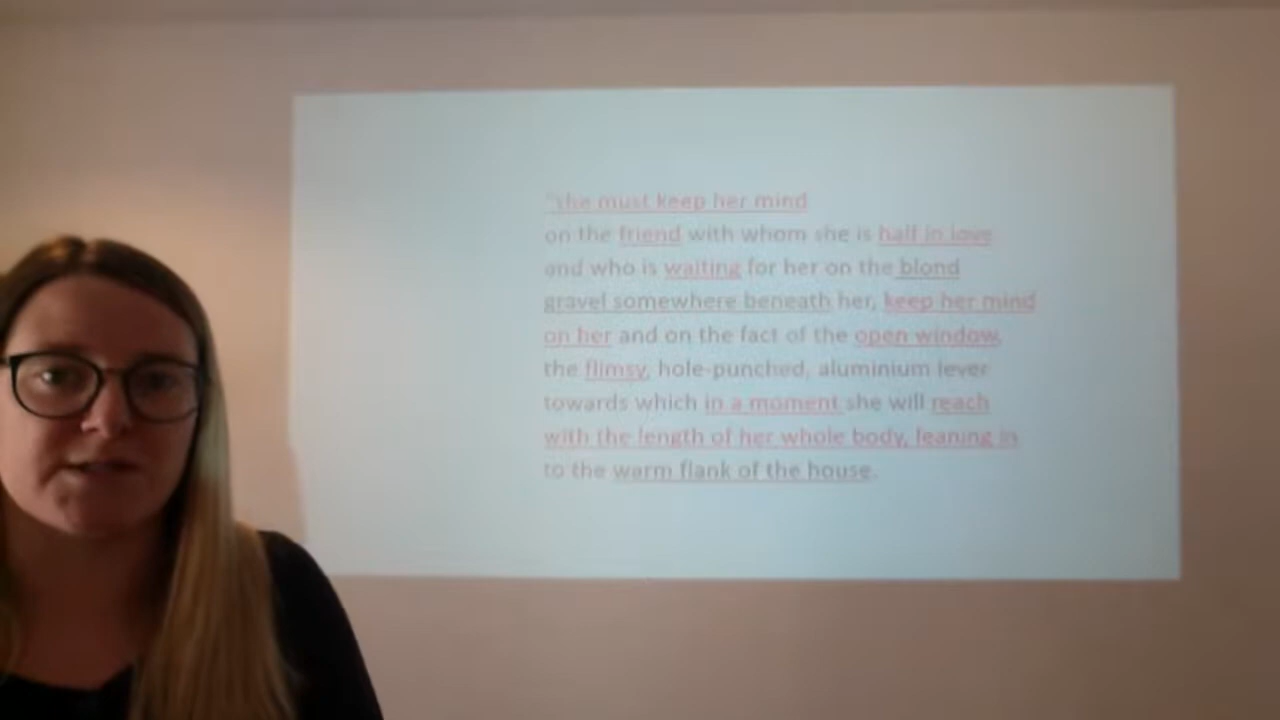 "she must keep her mind
on the friend with whom she is half in love
and who is waiting for her on the blond
gravel somewhere beneath her, keep her mind
on her and on the fact of the open window,
the flimsy, hole-punched, aluminium lever
towards which in a moment she will reach
with the length of her whole body, leaning in
to the warm flank of the house.